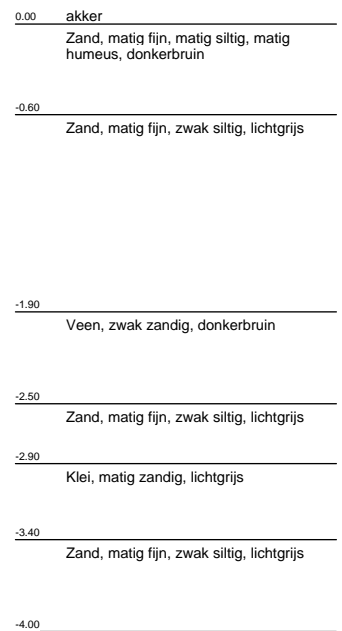 0.00 akker
Zand, matig fijn, matig siltig, matig
humeus, donkerbruin
-0.60
Zand, matig fijn, zwak siltig, lichtgrijs
-1.90
Veen, zwak zandig, donkerbruin
-2.50
Zand, matig fijn, zwak siltig, lichtgrijs
-2.90
Klei, matig zandig, lichtgrijs
-3.40
Zand, matig fijn, zwak siltig, lichtgrijs
-4.00